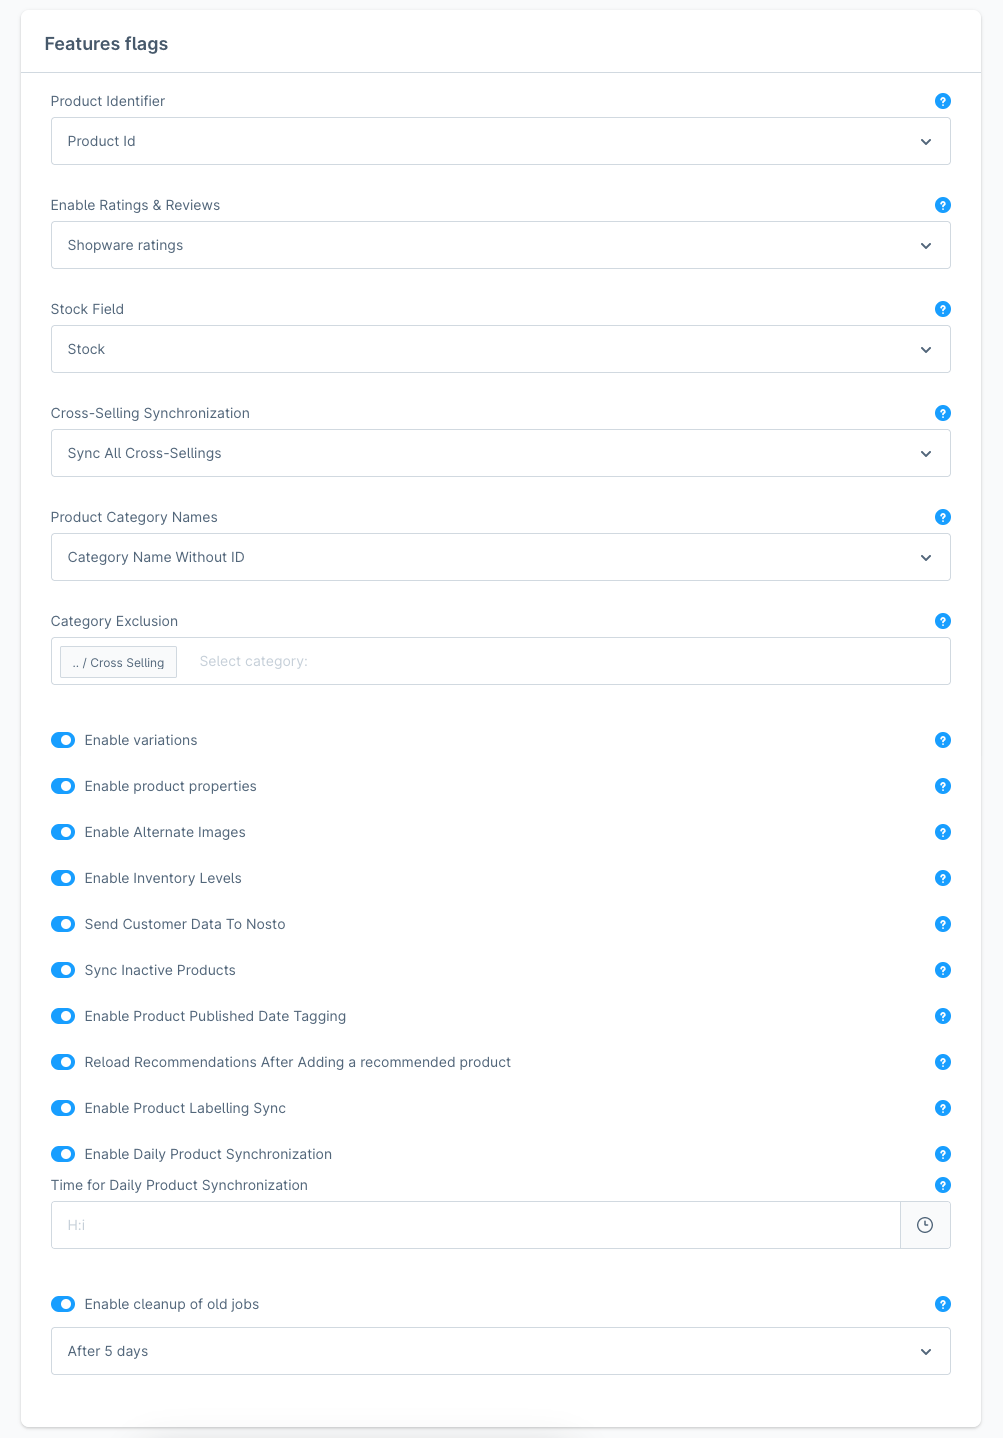 Features flags
Product Identifier
Product Id
Enable Ratings & Reviews
Shopware ratings
Stock Field
Stock
Cross-Selling Synchronization
Sync All Cross-Sellings
Product Category Names
Category Name Without ID
Category Exclusion
.. / Cross Selling Select category:
Enable variations
Enable product properties
Enable Alternate Images
Enable Inventory Levels
Send Customer Data To Nosto
Sync Inactive Products
Enable Product Published Date Tagging
Reload Recommendations After Adding a recommended product
Enable Product Labelling Sync
Enable Daily Product Synchronization
Time for Daily Product Synchronization
H:i
Enable cleanup of old jobs
After 5 days